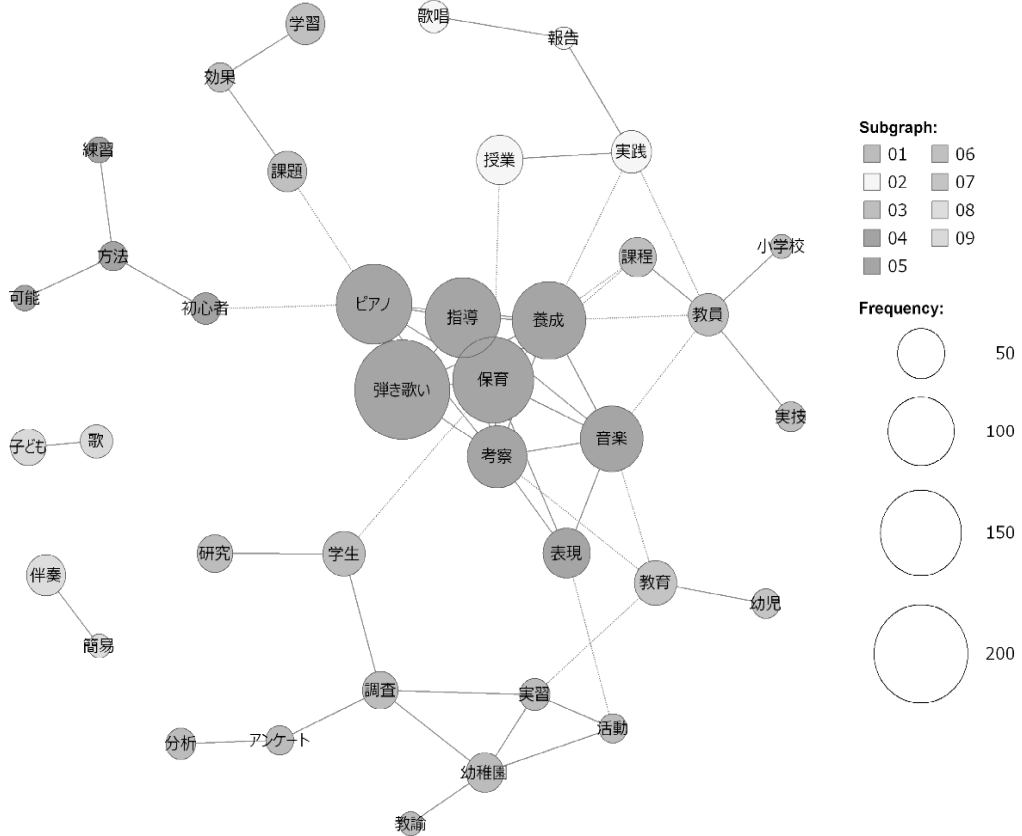 歌唱
学習
報告
効果
練習
授業
実践
課題
小学校
方法
課程
可能
初心者
ピアノ
指導
養成
教員
弾き歌い
保育
実技
子ども
歌
考察
音楽
研究
学生
表現
伴奏
教育
幼児
簡易
調査
実習
分析
アンケート
活動
幼稚園
教諭
Subgraph:
01
06
02
07
03
08
04
09
05
Frequency:
50
100
150
200